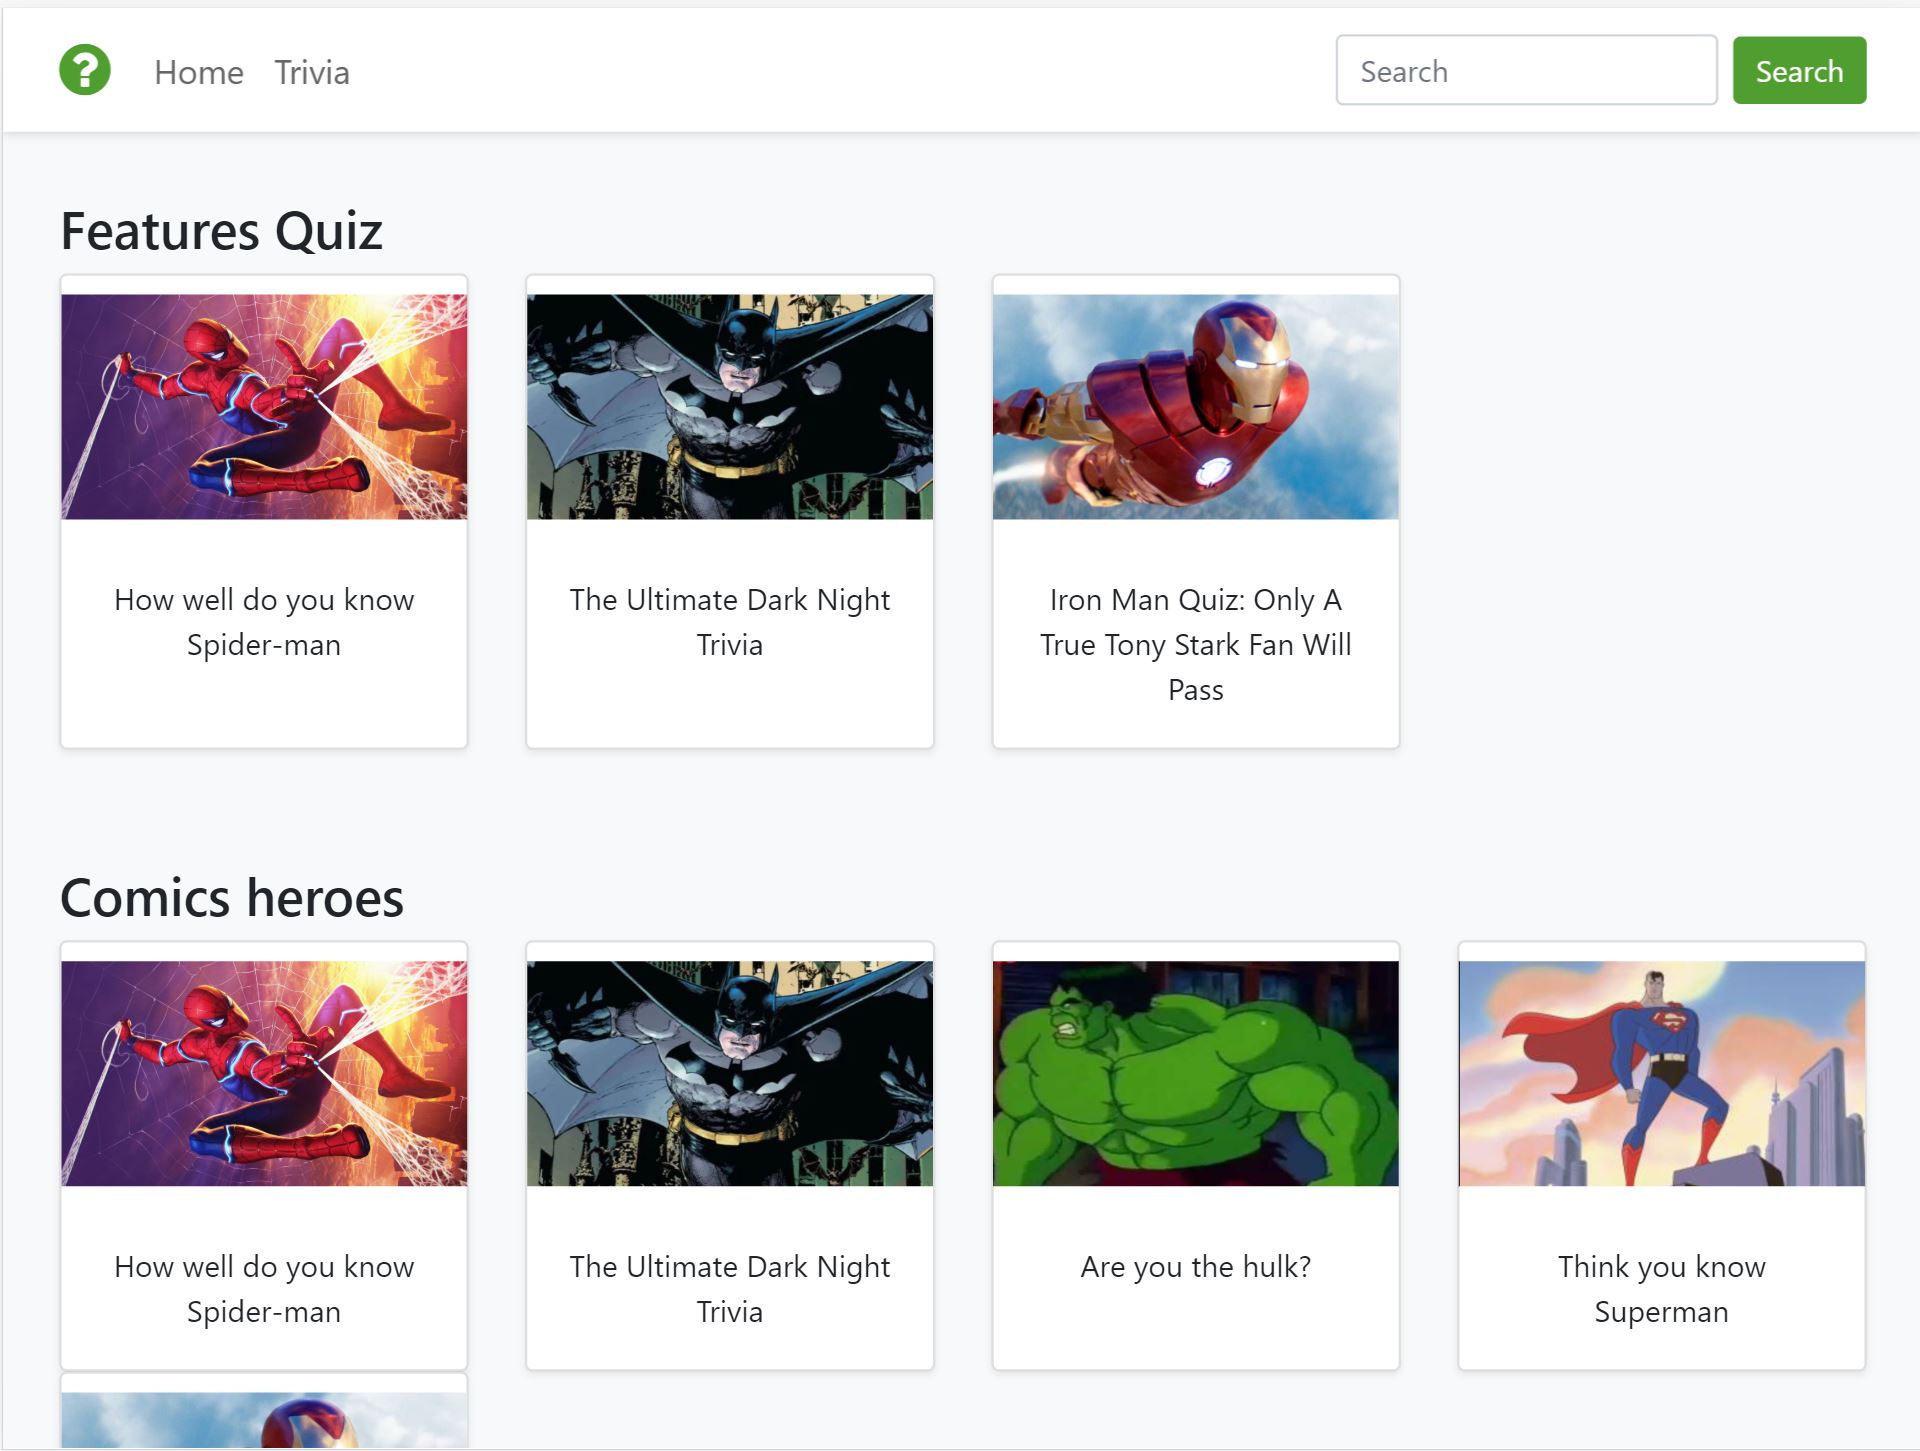 ? Home Trivia Search Search
Features Quiz
How well do you know
Spider-man
The Ultimate Dark Night
Trivia
Iron Man Quiz: Only A
True Tony Stark Fan Will
Pass
Comics heroes
How well do you know
Spider-man
The Ultimate Dark Night
Trivia
Are you the hulk?
Think you know
Superman